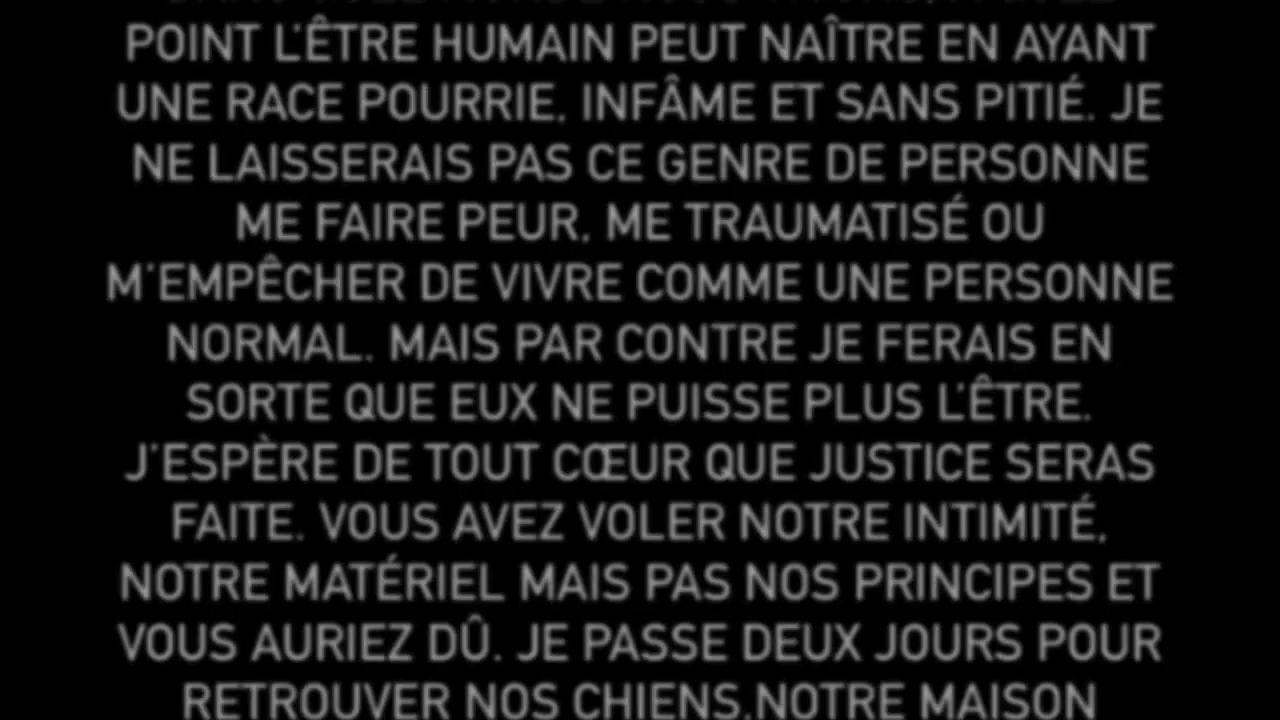 POINT L'ÊTRE HUMAIN PEUT NAÎTRE EN AYANT
UNE RACE POURRIE, INFÂME ET SANS PITIÉ. JE
NE LAISSERAIS PAS CE GENRE DE PERSONNE
ME FAIRE PEUR, ME TRAUMATISÉ OU
M'EMPÊCHER DE VIVRE COMME UNE PERSONNE
NORMAL. MAIS PAR CONTRE JE FERAIS EN
SORTE QUE EUX NE PUISSE PLUS L'ÊTRE.
J'ESPÈRE DE TOUT CŒUR QUE JUSTICE SERAS
FAITE. VOUS AVEZ VOLER NOTRE INTIMITÉ,
NOTRE MATÉRIEL MAIS PAS NOS PRINCIPES ET
VOUS AURIEZ DÛ. JE PASSE DEUX JOURS POUR
RETROUVER NOS CHIENS,NOTRE MAISON